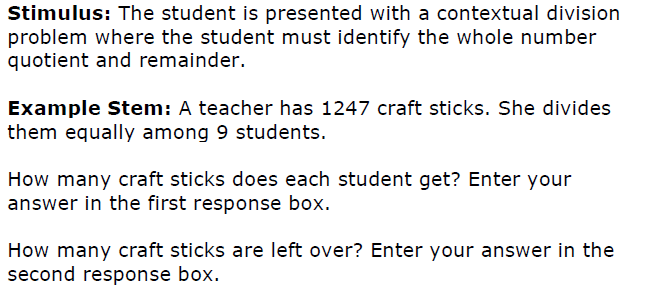 Stimulus: The student is presented with a contextual division
problem where the student must identify the whole number
quotient and remainder.
Example Stem: A teacher has 1247 craft sticks. She divides
them equally among 9 students.
How many craft sticks does each student get? Enter your
answer in the first response box.
How many craft sticks are left over? Enter your answer in the
second response box.